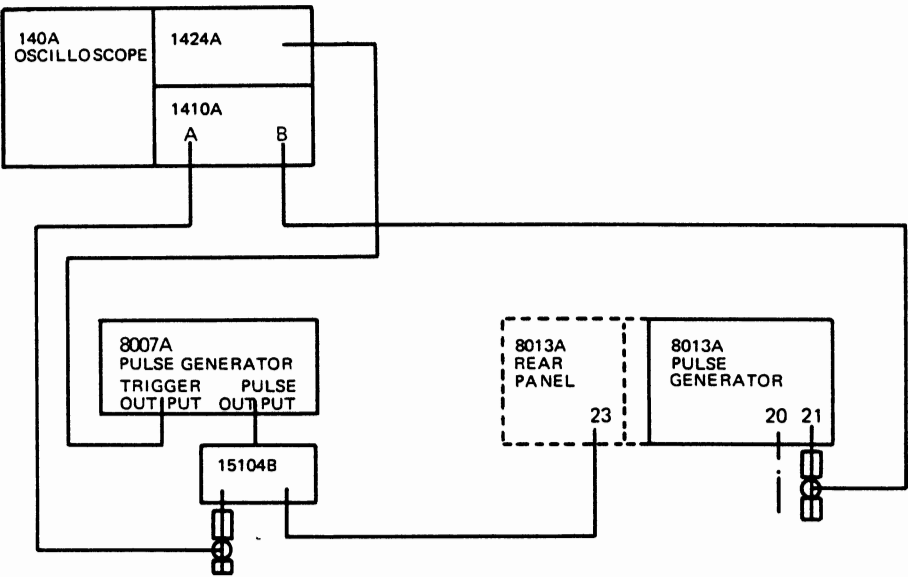 140A
OSCILLOSCOPE
1424A
1410A
A B
8007A
PULSE GENERATOR
TRIGGER PULSE
OUTPUT OUTPUT
15104B
8013A
REAR
PANEL
23
8013A
PULSE
GENERATOR
20 21